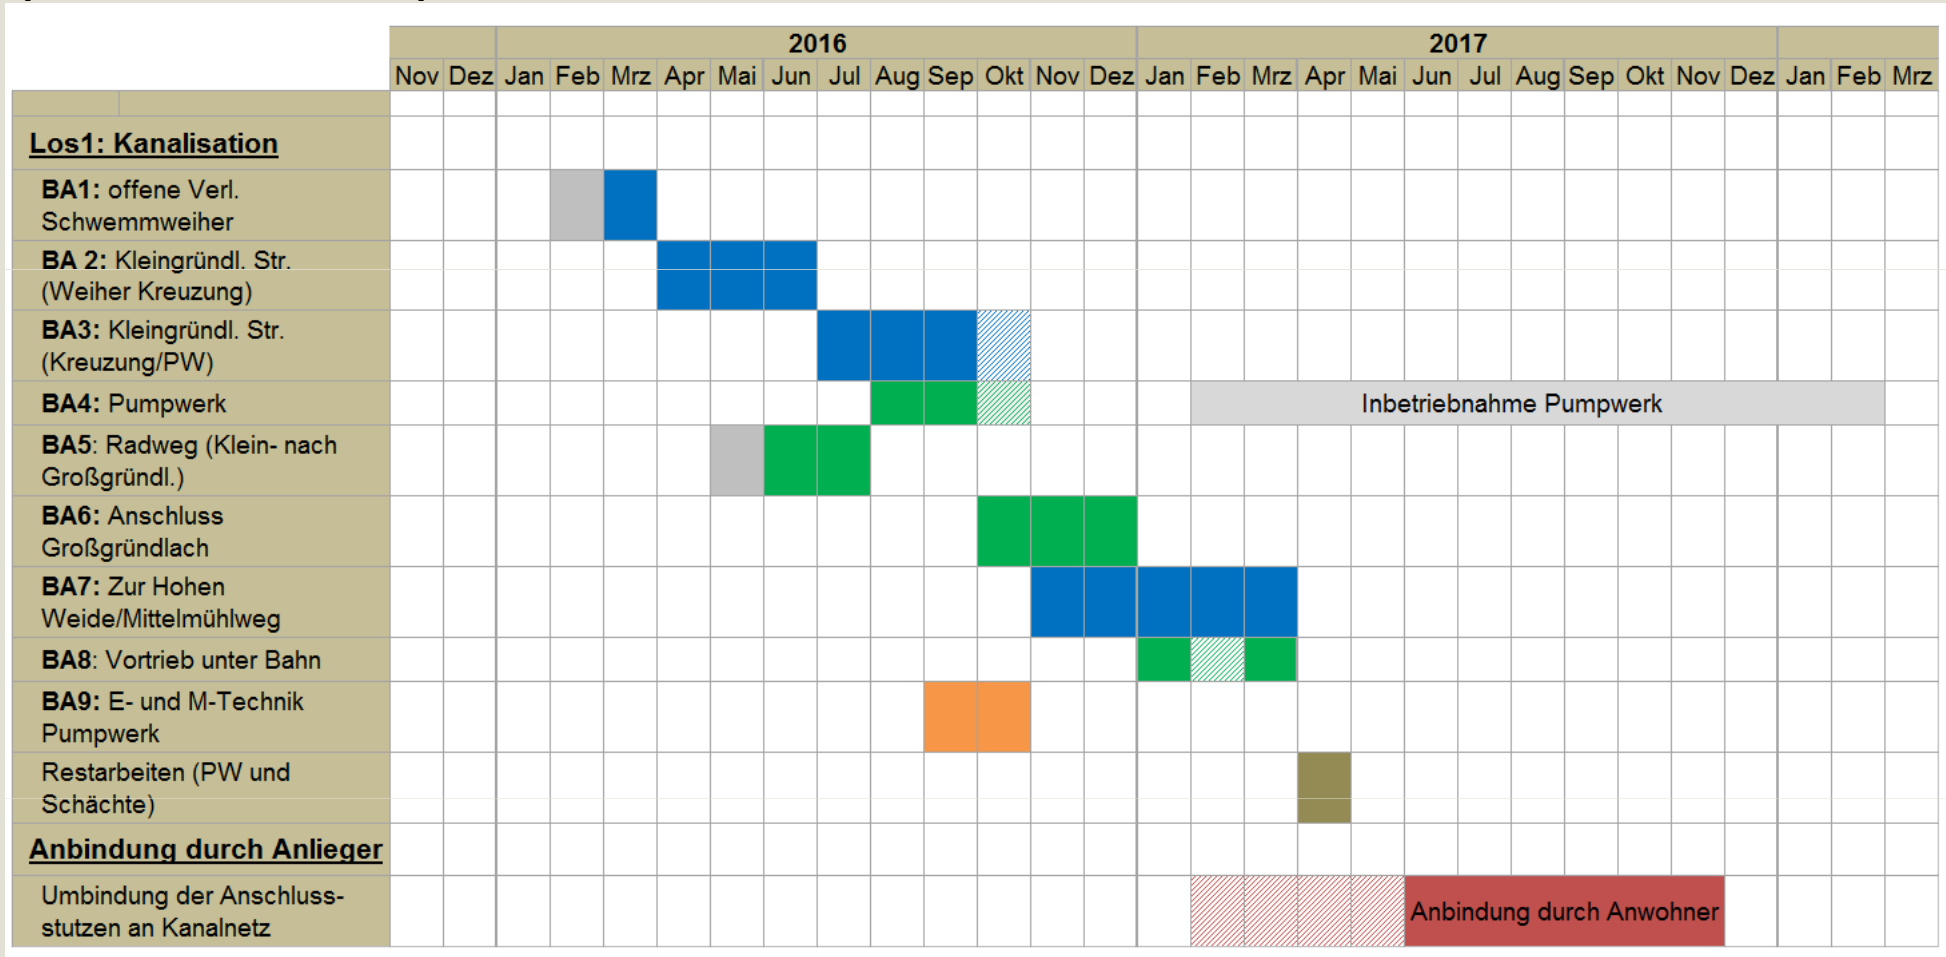 2016 2017
Nov Dez Jan Feb Mrz Apr Mai Jun Jul Aug Sep Okt Nov Dez Jan Feb Mrz Apr Mai Jun Jul Aug Sep Okt Nov Dez Jan Feb Mrz
Los1: Kanalisation
BA1: offene Verl.
Schwemmweiher
BA 2: Kleingründl. Str.
(Weiher Kreuzung)
BA3: Kleingründl. Str.
(Kreuzung/PW)
BA4: Pumpwerk
Inbetriebnahme Pumpwerk
BA5: Radweg (Klein- nach
Großgründl.)
BA6: Anschluss
Großgründlach
BA7: Zur Hohen
Weide/Mittelmühlweg
BA8: Vortrieb unter Bahn
BA9: E- und M-Technik
Pumpwerk
Restarbeiten (PW und
Schächte)
Anbindung durch Anlieger
Umbindung der Anschluss-
stutzen an Kanalnetz
Anbindung durch Anwohner